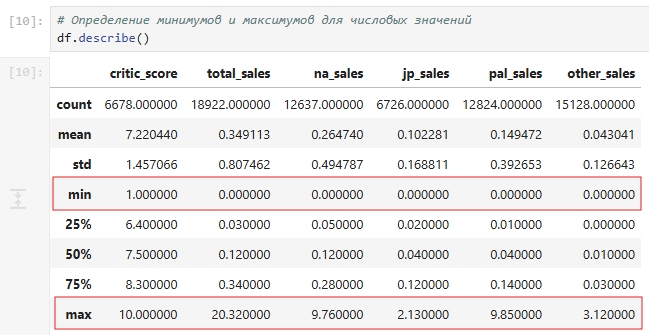 [10]: # Определение минимумов и максимумов для числовых значений
df.describe()
[10]: critic_score total_sales na_sales jp_sales pal_sales other_sales
count 6678.000000 18922.000000 12637.000000 6726.000000 12824.000000 15128.000000
mean 7.220440 0.349113 0.264740 0.102281 0.149472 0.043041
std 1.457066 0.807462 0.494787 0.168811 0.392653 0.126643
min 1.000000 0.000000 0.000000 0.000000 0.000000 0.000000
25% 6.400000 0.030000 0.050000 0.020000 0.010000 0.000000
50% 7.500000 0.120000 0.120000 0.040000 0.040000 0.010000
75% 8.300000 0.340000 0.280000 0.120000 0.140000 0.030000
max 10.000000 20.320000 9.760000 2.130000 9.850000 3.120000